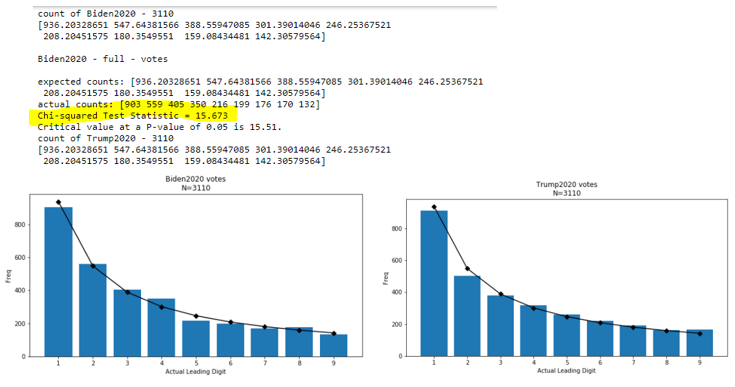 count of Biden2020 - 3110
[936.20328651 547.64381566 388.55947085 301.39014046 246.25367521
208.20451575 180.3549551 159.08434481 142.30579564]
Biden2020 - full - votes
expected counts: [936.20328651 547.64381566 388.55947085 301.39014046 246.25367521
208.20451575 180.3549551 159.08434481 142.30579564]
actual counts: [903 559 405 350 216 199 176 170 132]
Chi-squared Test Statistic = 15.673
Critical value at a P-value of 0.05 is 15.51.
count of Trump2020 - 3110
[936.20328651 547.64381566 388.55947085 301.39014046 246.25367521
208.20451575 180.3549551 159.08434481 142.30579564]
Biden2020 votes
N=3110
800
600
400
200
0
Freq
1 2 3 4 5 6 7 8 9
Actual Leading Digit
Trump2020 votes
N=3110
800
600
400
200
0
Freq
1 2 3 4 5 6 7 8 9
Actual Leading Digit